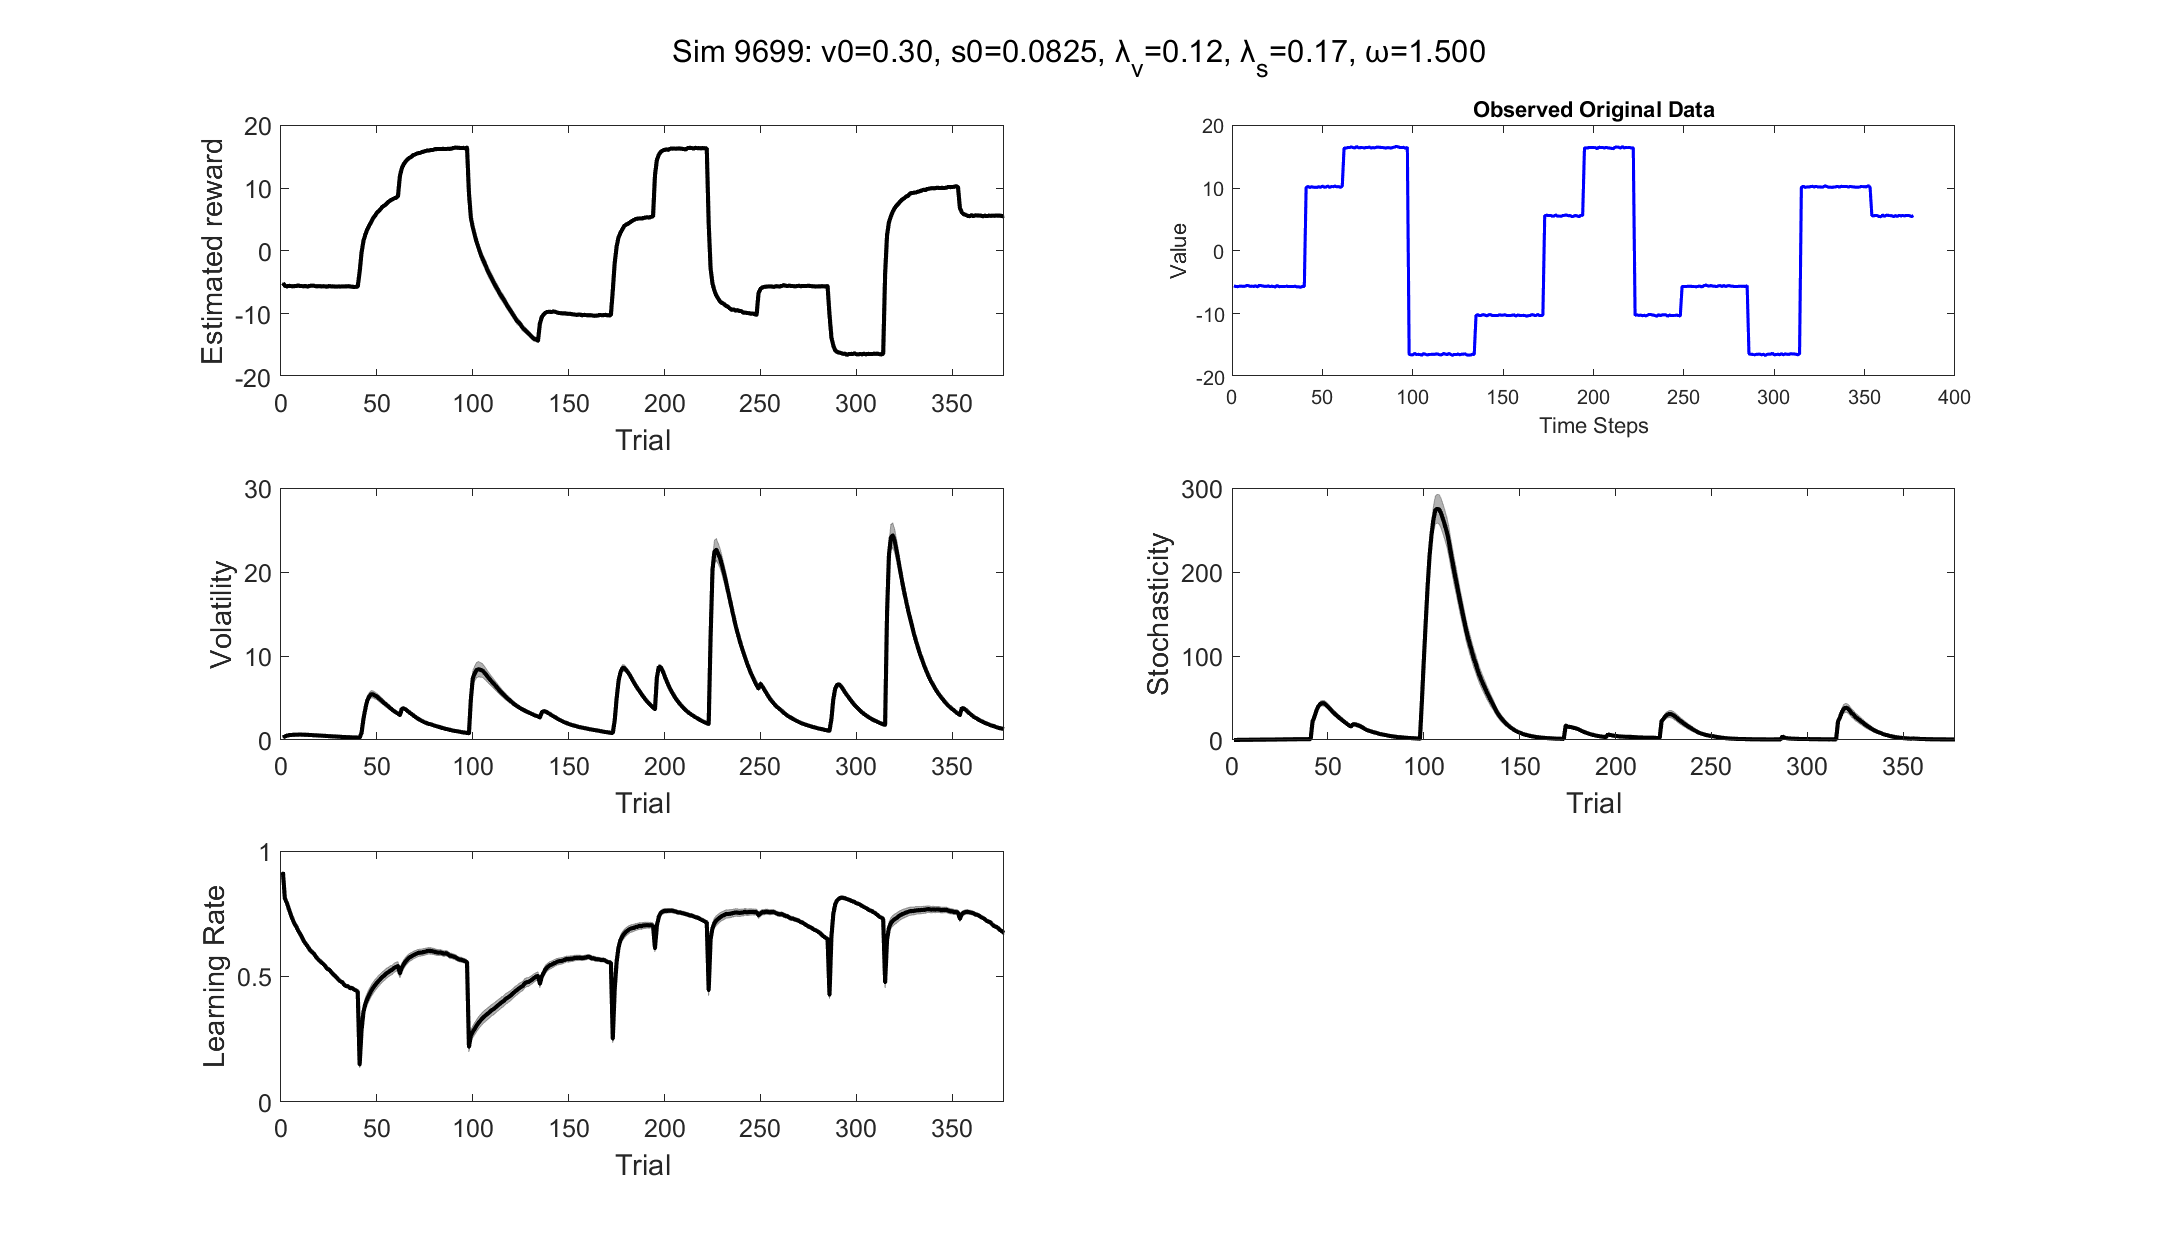 Sim 9699: v0=0.30, s0=0.0825, λv=0.12, λs=0.17, ω=1.500
Estimated reward
20
10
0
-10
-20
0 50 100 150 200 250 300 350
Trial
Observed Original Data
Value
20
10
0
-10
-20
0 50 100 150 200 250 300 350 400
Time Steps
Volatility
30
20
10
0
0 50 100 150 200 250 300 350
Trial
Stochasticity
300
200
100
0
0 50 100 150 200 250 300 350
Trial
Learning Rate
1
0.5
0
0 50 100 150 200 250 300 350
Trial